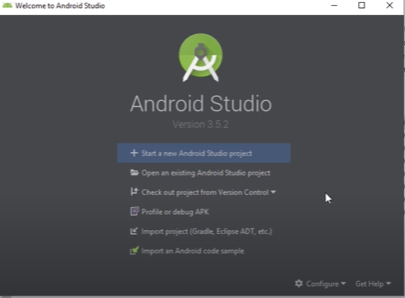 Welcome to Android Studio
Android Studio
Version 3.5.2
Start a new Android Studio project
Open an existing Android Studio project
Check out project from Version Control
Profile or debug APK
Import project (Gradle, Eclipse ADT, etc.)
Import an Android code sample
Configure Get Help